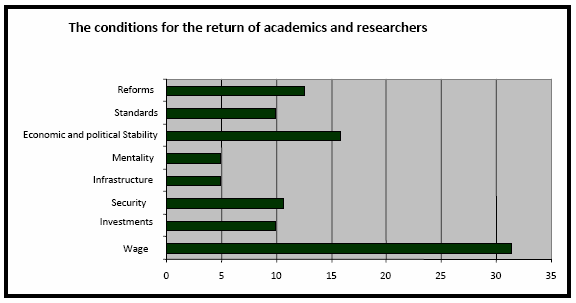 The conditions for the return of academics and researchers
Reforms
Standards
Economic and political Stability
Mentality
Infrastructure
Security
Investments
Wage
0 5 10 15 20 25 30 35